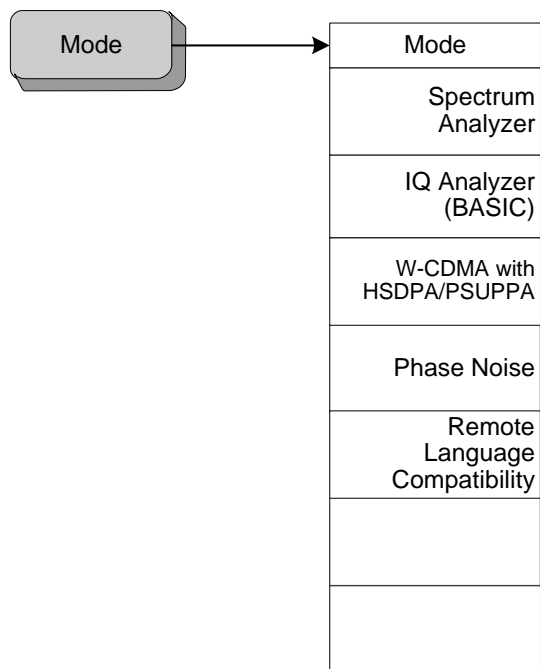 Mode
Mode
Spectrum
Analyzer
IQ Analyzer
(BASIC)
W-CDMA with
HSDPA/PSUPPA
Phase Noise
Remote
Language
Compatibility